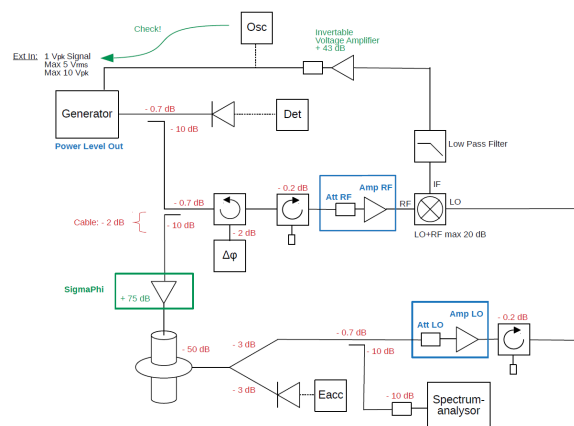 Osc
Check!
Invertable
Voltage Amplifier
+ 43 dB
Ext In: 1 Vpk Signal
Max 5 Vrms
Max 10 Vpk
Generator
- 0.7 dB
- 10 dB
Det
Power Level Out
Low Pass Filter
IF
- 0.2 dB
Att RF
Amp RF
RF
LO
- 0.7 dB
Cable: - 2 dB
- 10 dB
- 2 dB
LO+RF max 20 dB
Δφ
SigmaPhi
+ 75 dB
- 50 dB
- 3 dB
- 3 dB
- 0.7 dB
- 10 dB
Att LO
Amp LO
- 0.2 dB
Eacc
- 10 dB
Spectrum-
analysor